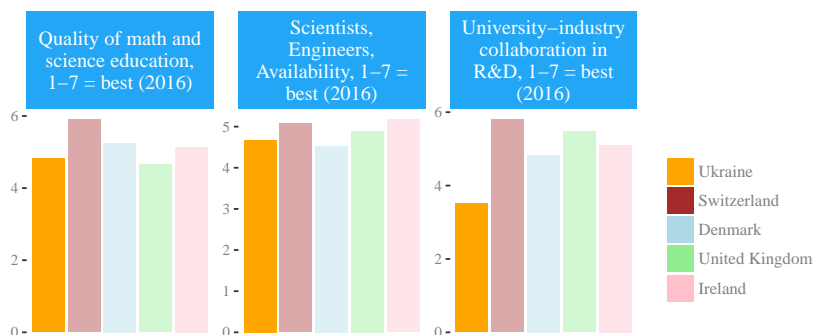 Quality of math and
science education,
1–7 = best (2016)
Scientists,
Engineers,
Availability, 1–7 =
best (2016)
University–industry
collaboration in
R&D, 1–7 = best
(2016)
6
4
2
0
5
4
3
2
1
0
6
4
2
0
Ukraine
Switzerland
Denmark
United Kingdom
Ireland